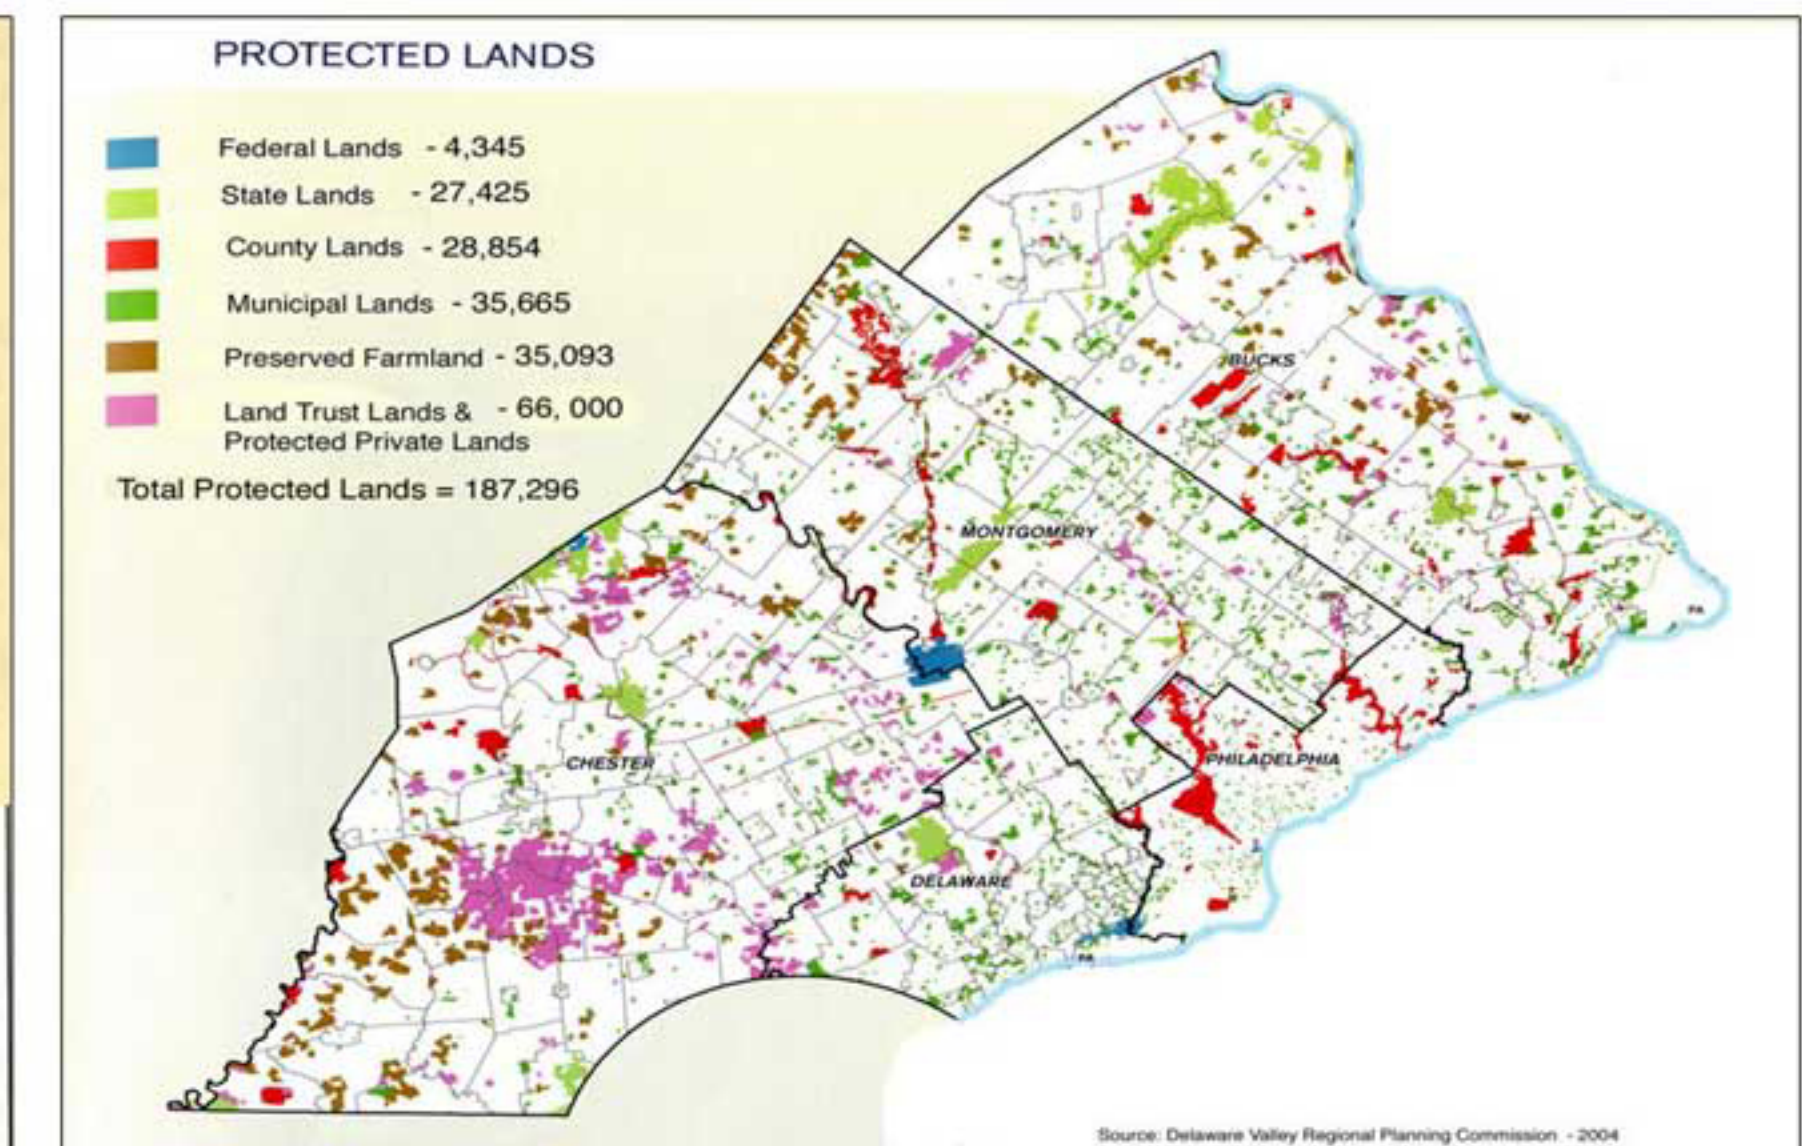 PROTECTED LANDS
Federal Lands - 4,345
State Lands - 27,425
County Lands - 28,854
Municipal Lands - 35,665
Preserved Farmland - 35,093
Land Trust Lands & - 66, 000
Protected Private Lands
Total Protected Lands = 187,296
BUCKS
MONTGOMERY
PA
CHESTER
PHILADELPHIA
DELAWARE
PA
Source: Delaware Valley Regional Planning Commission - 2004